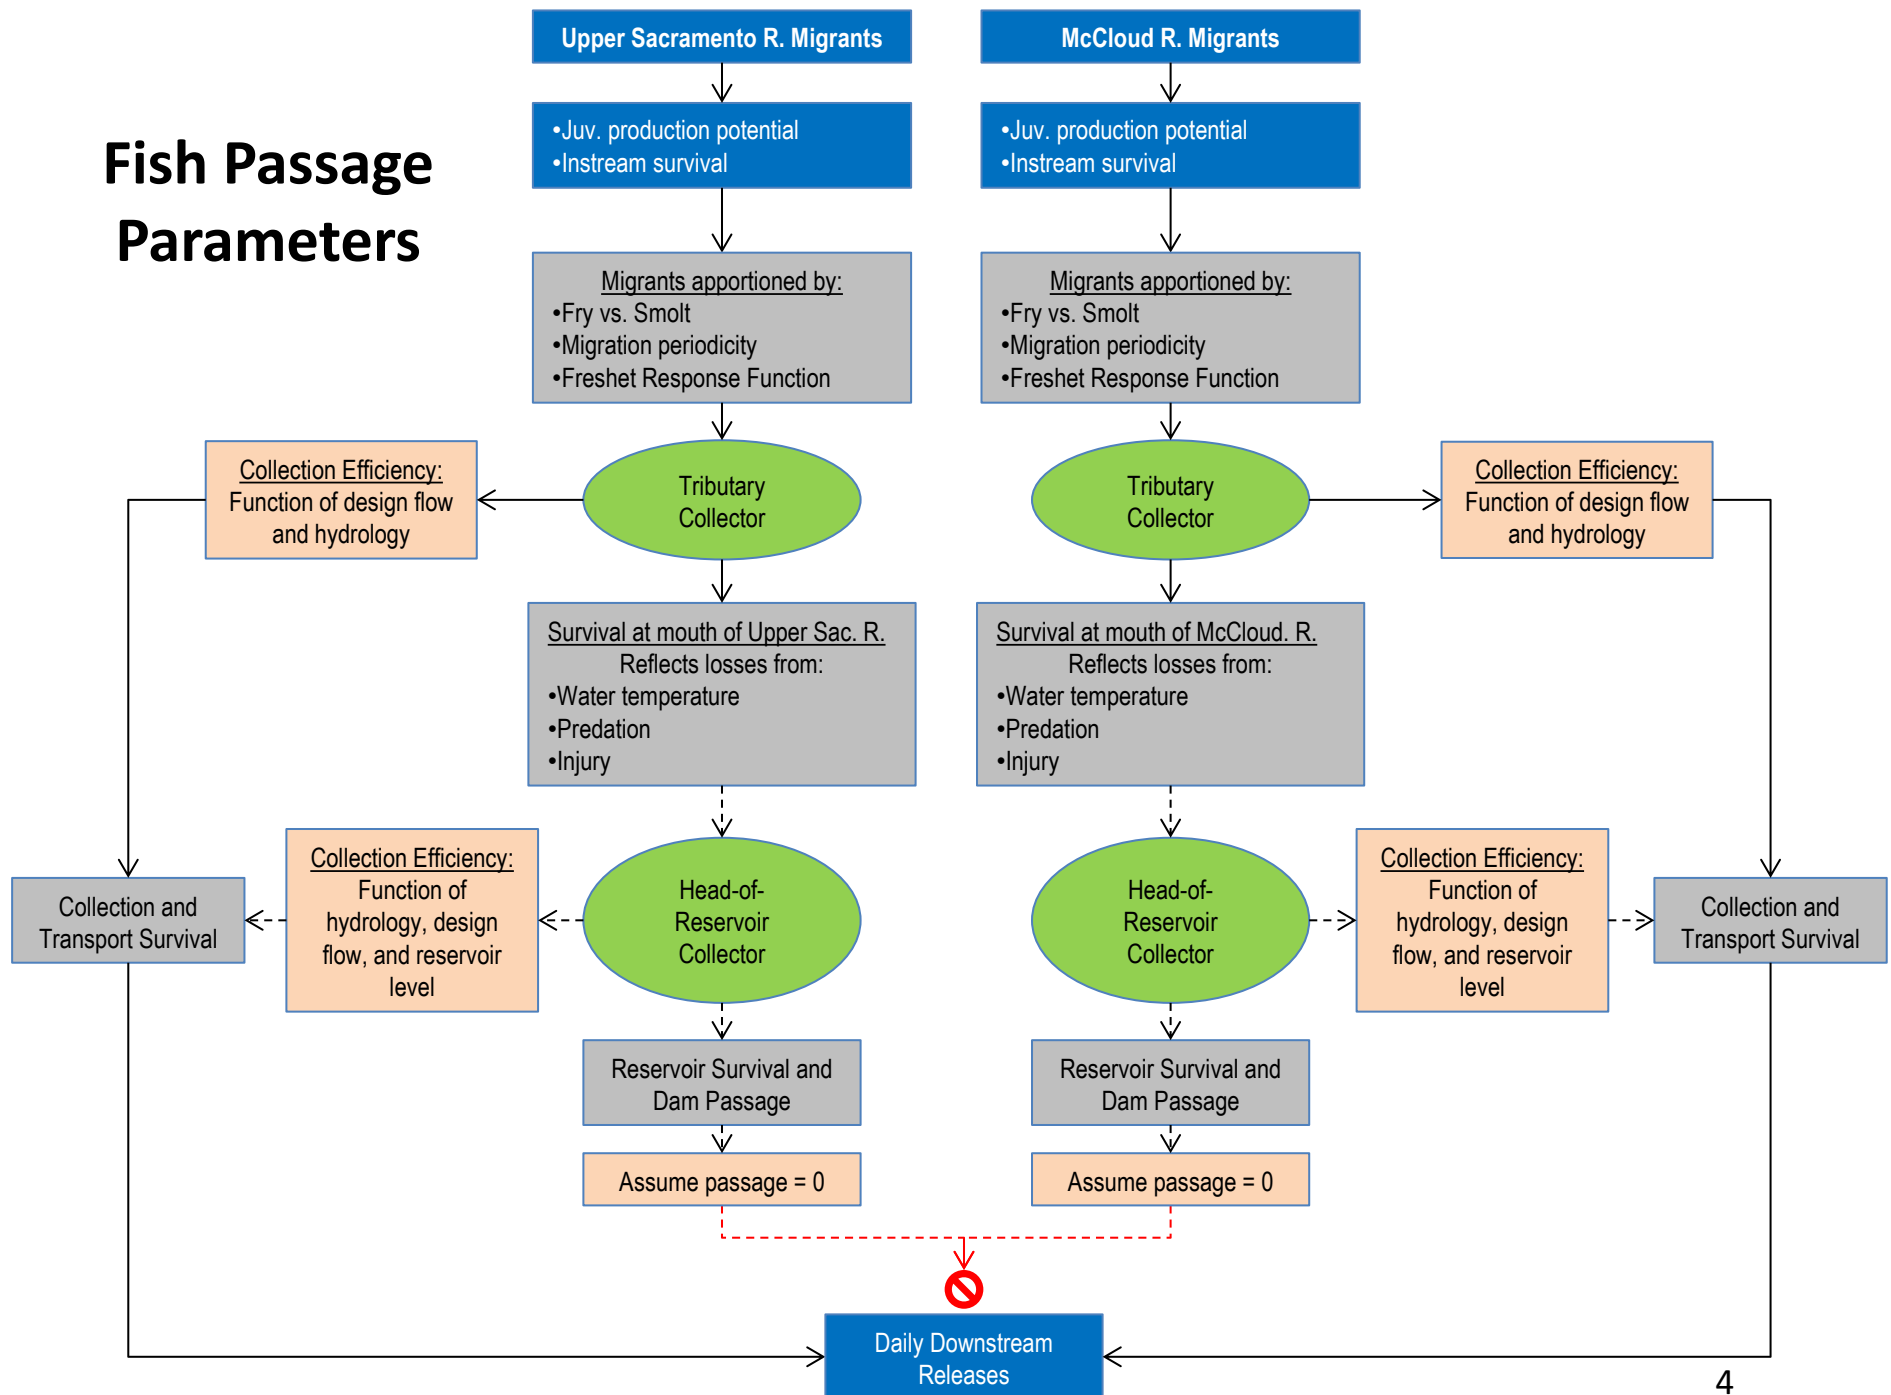 Fish Passage
Parameters
Upper Sacramento R. Migrants
•Juv. production potential
•Instream survival
Migrants apportioned by:
•Fry vs. Smolt
•Migration periodicity
•Freshet Response Function
Tributary
Collector
Collection Efficiency:
Function of design flow
and hydrology
Survival at mouth of Upper Sac. R.
Reflects losses from:
•Water temperature
•Predation
•Injury
Head-of-
Reservoir
Collector
Collection Efficiency:
Function of
hydrology, design
flow, and reservoir
level
Collection and
Transport Survival
Reservoir Survival and
Dam Passage
Assume passage = 0
McCloud R. Migrants
•Juv. production potential
•Instream survival
Migrants apportioned by:
•Fry vs. Smolt
•Migration periodicity
•Freshet Response Function
Tributary
Collector
Collection Efficiency:
Function of design flow
and hydrology
Survival at mouth of McCloud. R.
Reflects losses from:
•Water temperature
•Predation
•Injury
Head-of-
Reservoir
Collector
Collection Efficiency:
Function of
hydrology, design
flow, and reservoir
level
Collection and
Transport Survival
Reservoir Survival and
Dam Passage
Assume passage = 0
Daily Downstream
Releases
4